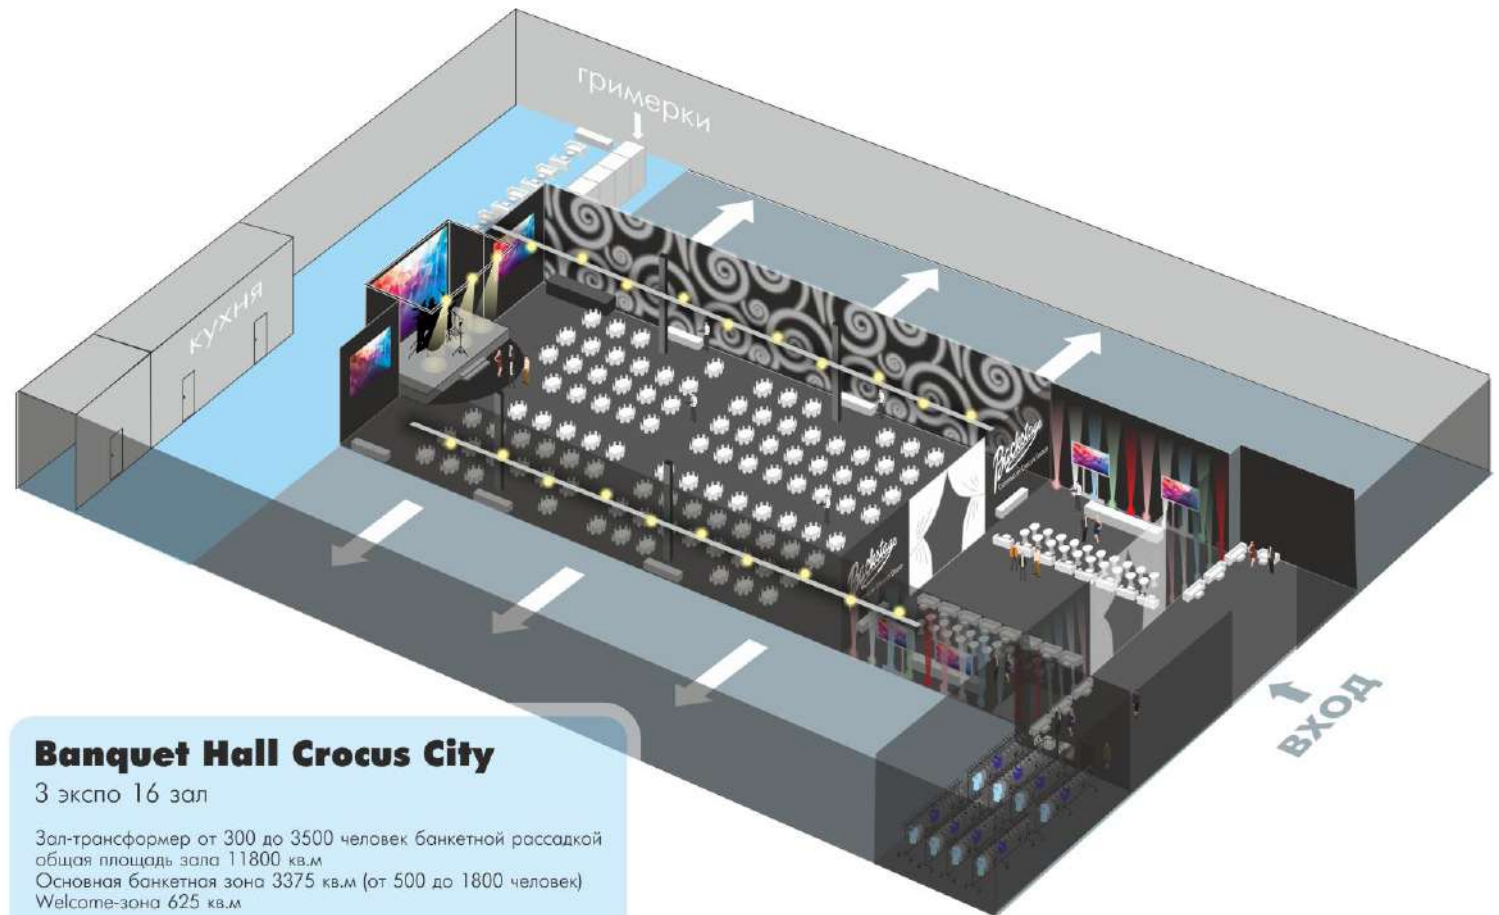 гримерки
кухня
Backstage
Backstage
ВХОД
Banquet Hall Crocus City
3 экспо 16 зал
Зал-трансформер от 300 до 3500 человек банкетной рассадкой
общая площадь зала 11800 кв.м
Основная банкетная зона 3375 кв.м (от 500 до 1800 человек)
Welcome-зона 625 кв.м